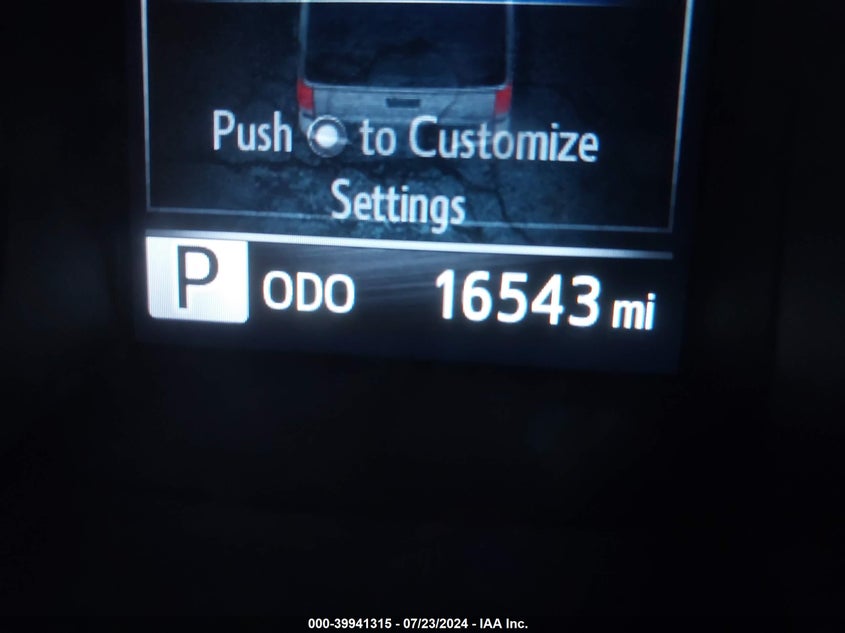 Push to Customize
Settings
P ODO 16543 mi
000-39941315 - 07/23/2024 - IAA Inc.